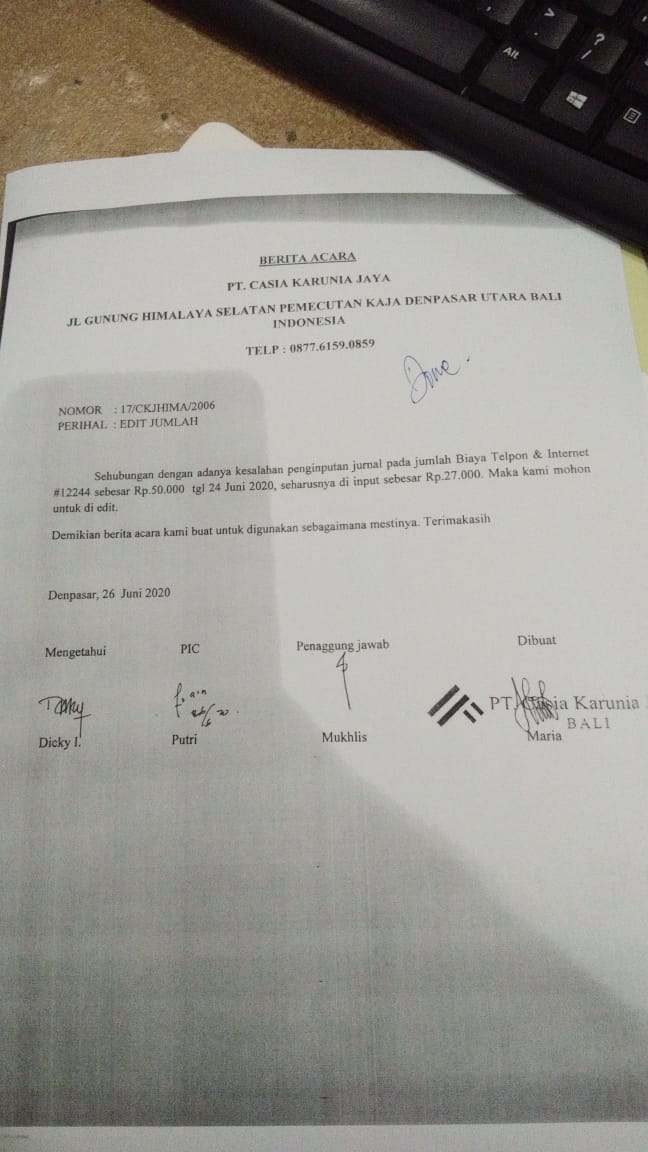 BERITA ACARA
PT. CASIA KARUNIA JAYA
JL GUNUNG HIMALAYA SELATAN PEMECUTAN KAJA DENPASAR UTARA BALI
INDONESIA
TELP : 0877.6159.0859
Done.
NOMOR : 17/CKJHIMA/2006
PERIHAL : EDIT JUMLAH
Sehubungan dengan adanya kesalahan penginputan jurnal pada jumlah Biaya Telpon & Internet
#12244 sebesar Rp.50.000 tgl 24 Juni 2020, seharusnya di input sebesar Rp.27.000. Maka kami mohon
untuk di edit.
Demikian berita acara kami buat untuk digunakan sebagaimana mestinya. Terimakasih
Denpasar, 26 Juni 2020
Mengetahui PIC Penaggung jawab Dibuat
PT. Casia Karunia
BALI
Dicky I. Putri Mukhlis Maria
Alt